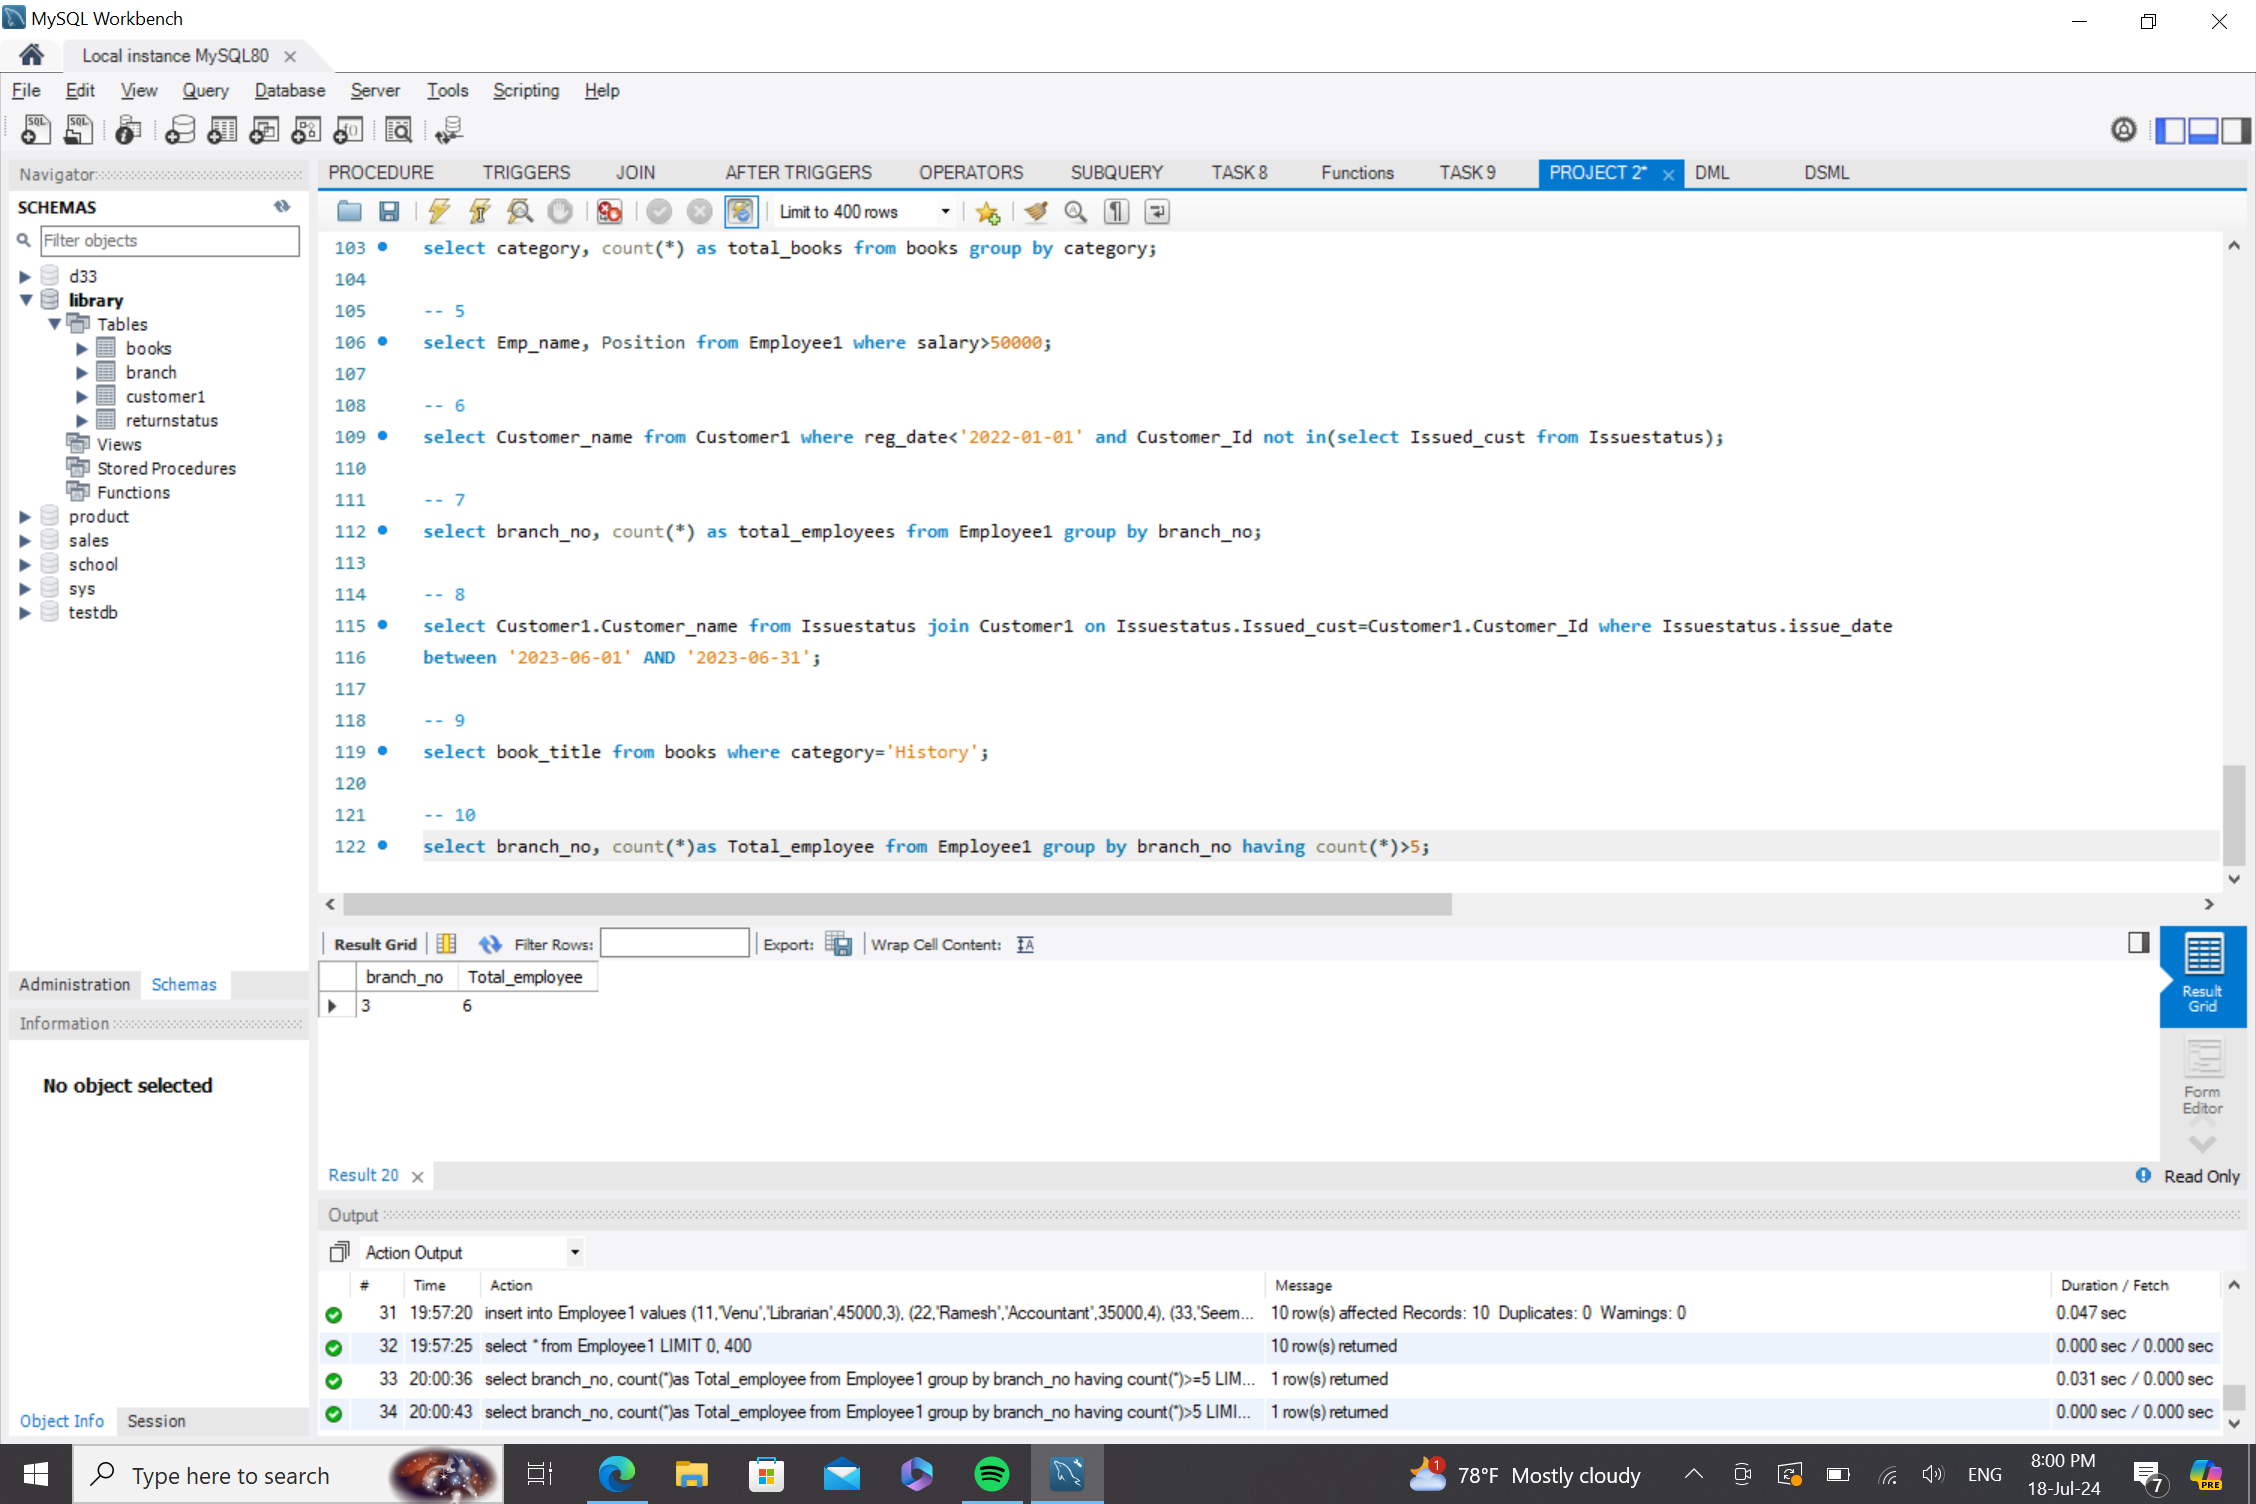 MySQL Workbench
Local instance MySQL80
File Edit View Query Database Server Tools Scripting Help
Navigator
PROCEDURE TRIGGERS JOIN AFTER TRIGGERS OPERATORS SUBQUERY TASK 8 Functions TASK 9 PROJECT 2* DML DSML
SCHEMAS
Limit to 400 rows
Filter objects
d33
library
Tables
books
branch
customer1
returnstatus
Views
Stored Procedures
Functions
product
sales
school
sys
testdb
Administration Schemas
Information
No object selected
Object Info Session
103 select category, count(*) as total_books from books group by category;
104
105 -- 5
106 select Emp_name, Position from Employee1 where salary>50000;
107
108 -- 6
109 select Customer_name from Customer1 where reg_date<'2022-01-01' and Customer_Id not in(select Issued_cust from Issuestatus);
110
111 -- 7
112 select branch_no, count(*) as total_employees from Employee1 group by branch_no;
113
114 -- 8
115 select Customer1.Customer_name from Issuestatus join Customer1 on Issuestatus.Issued_cust=Customer1.Customer_Id where Issuestatus.issue_date
116 between '2023-06-01' AND '2023-06-31';
117
118 -- 9
119 select book_title from books where category='History';
120
121 -- 10
122 select branch_no, count(*)as Total_employee from Employee1 group by branch_no having count(*)>5;
Result Grid Filter Rows: Export: Wrap Cell Content:
branch_no Total_employee
3 6
Result Grid
Form Editor
Result 20
Read Only
Output
Action Output
# Time Action Message Duration / Fetch
31 19:57:20 insert into Employee1 values (11,'Venu','Librarian',45000,3), (22,'Ramesh','Accountant',35000,4), (33,'Seem... 10 row(s) affected Records: 10 Duplicates: 0 Warnings: 0 0.047 sec
32 19:57:25 select * from Employee1 LIMIT 0, 400 10 row(s) returned 0.000 sec / 0.000 sec
33 20:00:36 select branch_no, count(*)as Total_employee from Employee1 group by branch_no having count(*)>=5 LIM... 1 row(s) returned 0.031 sec / 0.000 sec
34 20:00:43 select branch_no, count(*)as Total_employee from Employee1 group by branch_no having count(*)>5 LIMI... 1 row(s) returned 0.000 sec / 0.000 sec
Type here to search
1
78°F Mostly cloudy
ENG
8:00 PM
18-Jul-24
7
PRE